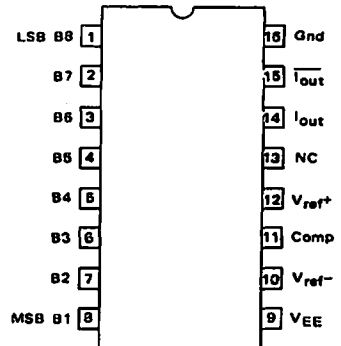 LSB B8 1
16 Gnd
B7 2
15 Iout
B6 3
14 Iout
B5 4
13 NC
B4 5
12 Vref+
B3 6
11 Comp
B2 7
10 Vref-
MSB B1 8
9 VEE